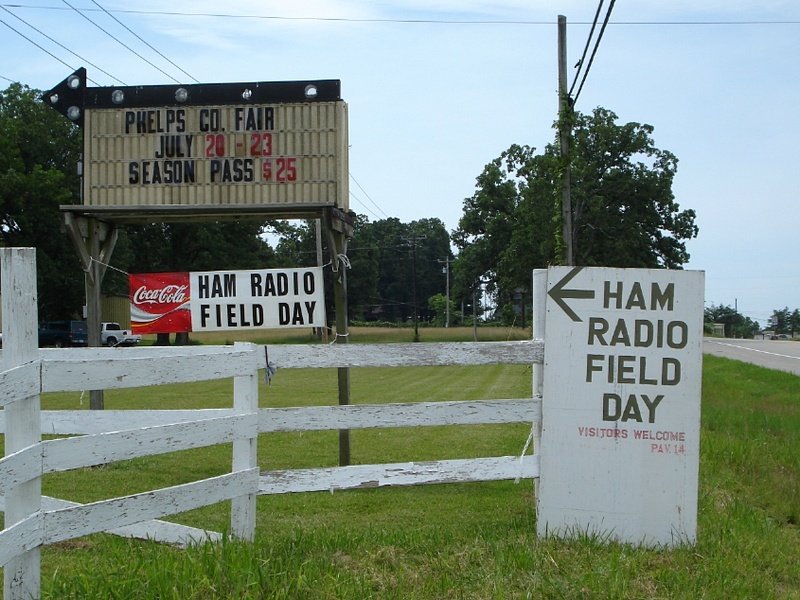 PHELPS CO. FAIR
JULY 20 - 23
SEASON PASS $25
Coca-Cola
HAM RADIO
FIELD DAY
HAM
RADIO
FIELD
DAY
VISITORS WELCOME
PAV. 14